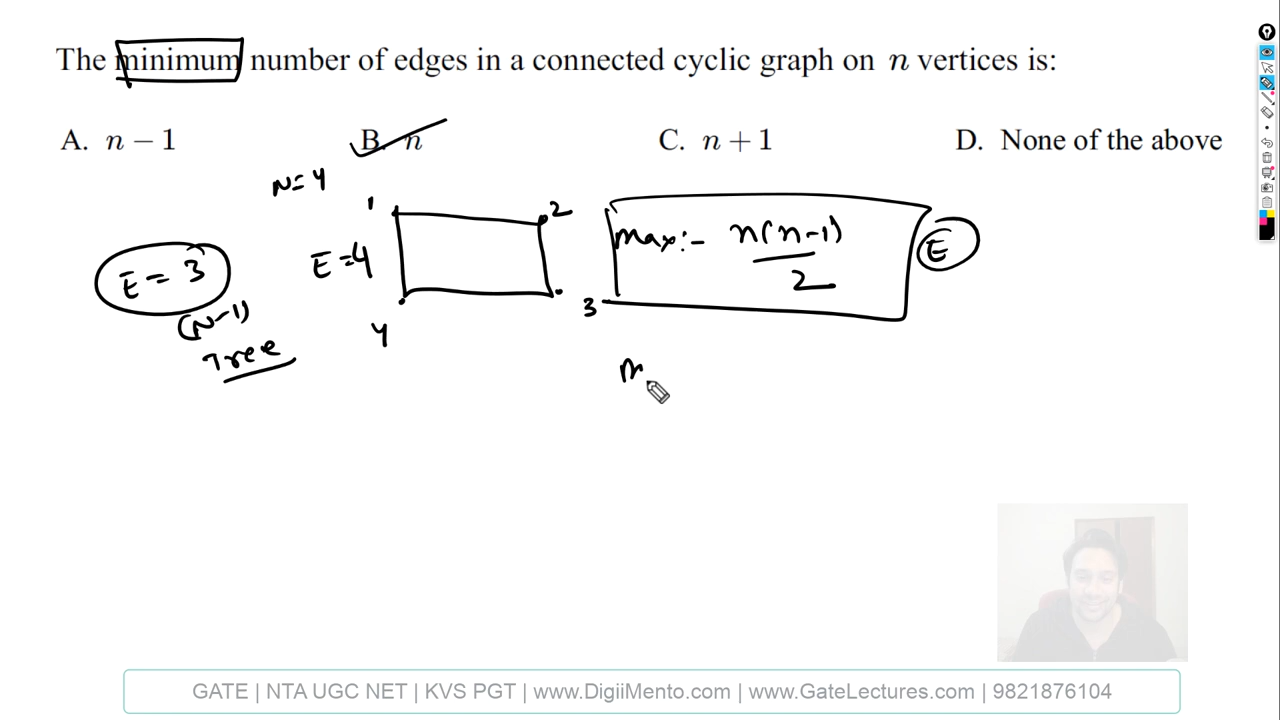 The minimum number of edges in a connected cyclic graph on n vertices is:
A. n − 1
B. n
C. n + 1
D. None of the above
N=4
1
2
E=4
3
4
E = 3
(N-1)
Tree
max:- n(n-1)
2
E
m
GATE | NTA UGC NET | KVS PGT | www.DigiiMento.com | www.GateLectures.com | 9821876104